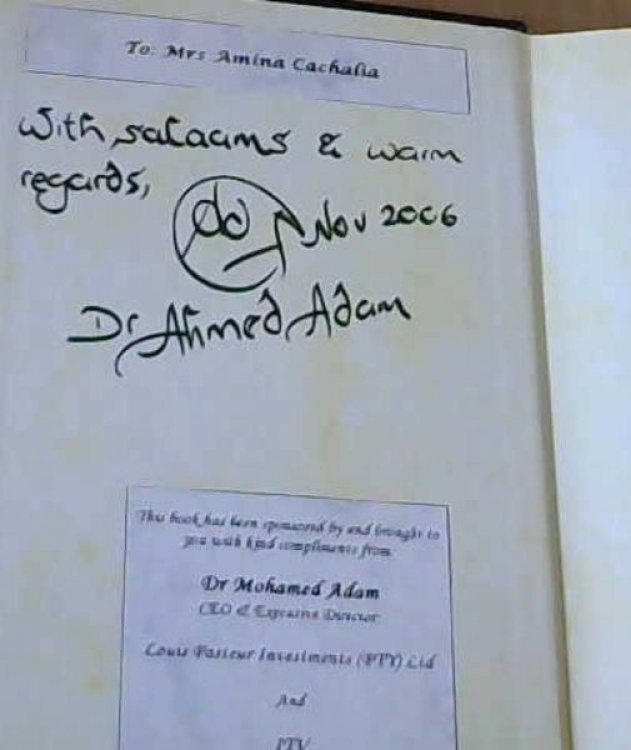 To: Mrs Amina Cachalia
With salaams & warm
regards,
Nov 2006
Dr Ahmed Adam
This book has been sponsored by and brought to
you with kind compliments from
Dr Mohamed Adam
CEO & Executive Director
Louis Pasteur Investments (PTY) Ltd
And